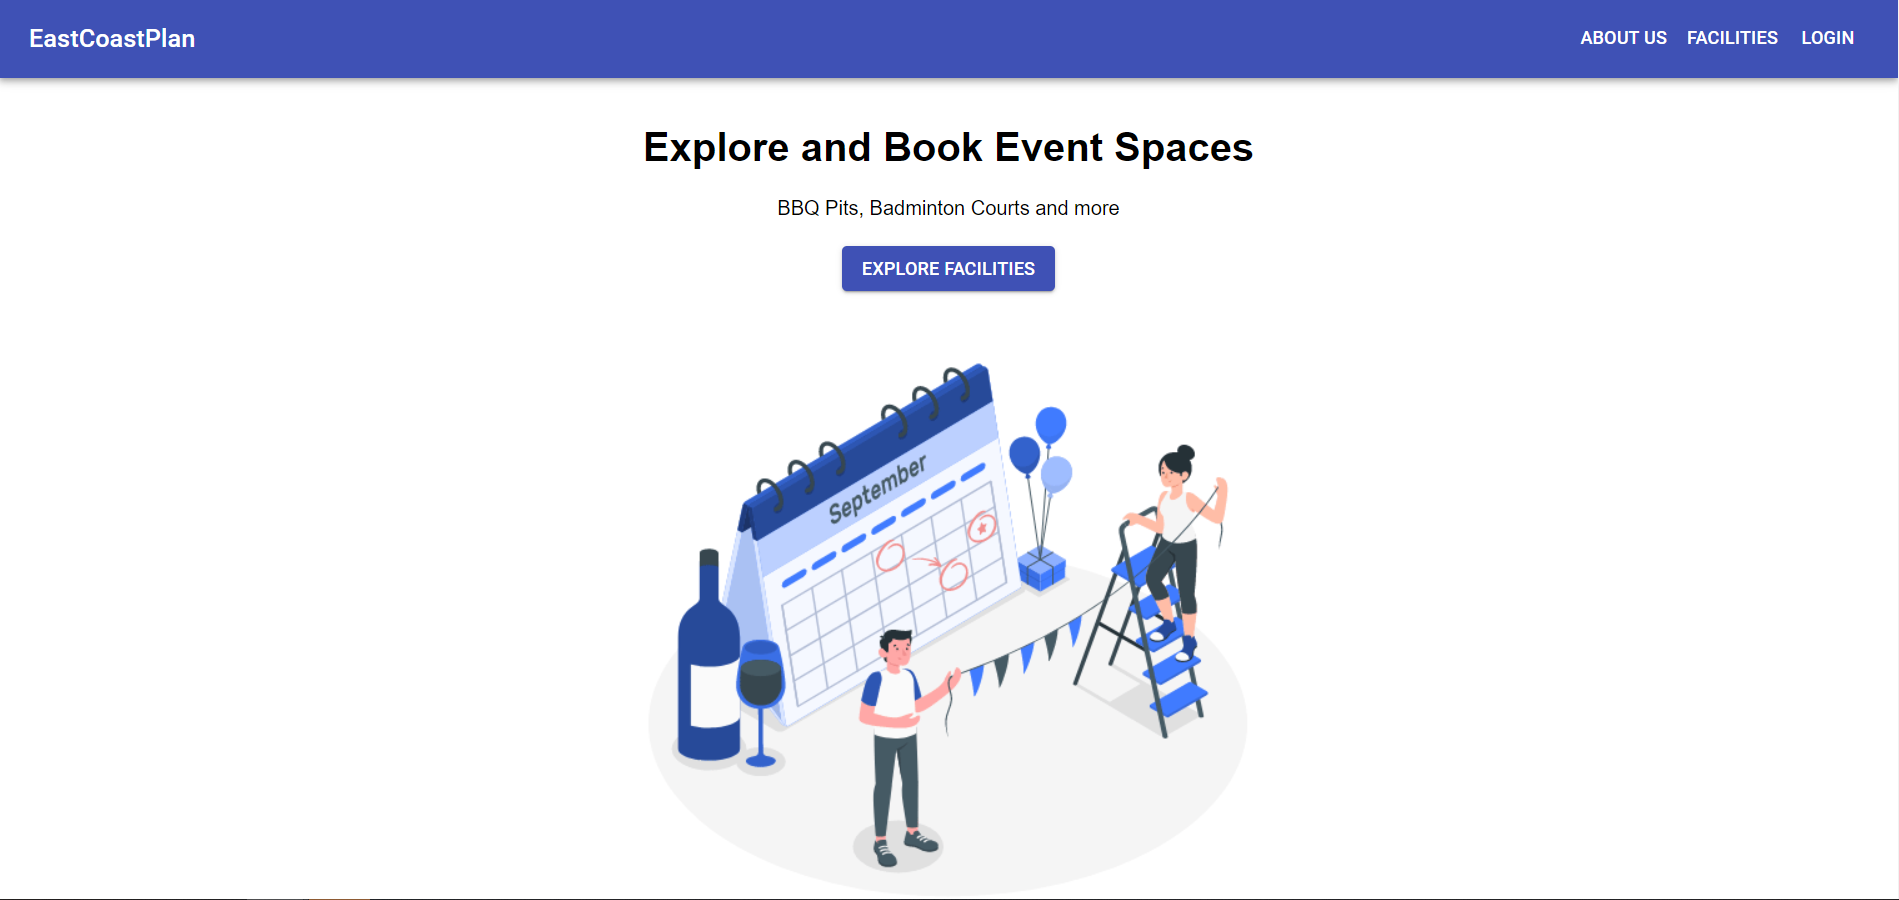 EastCoastPlan
ABOUT US FACILITIES LOGIN
Explore and Book Event Spaces
BBQ Pits, Badminton Courts and more
EXPLORE FACILITIES
September